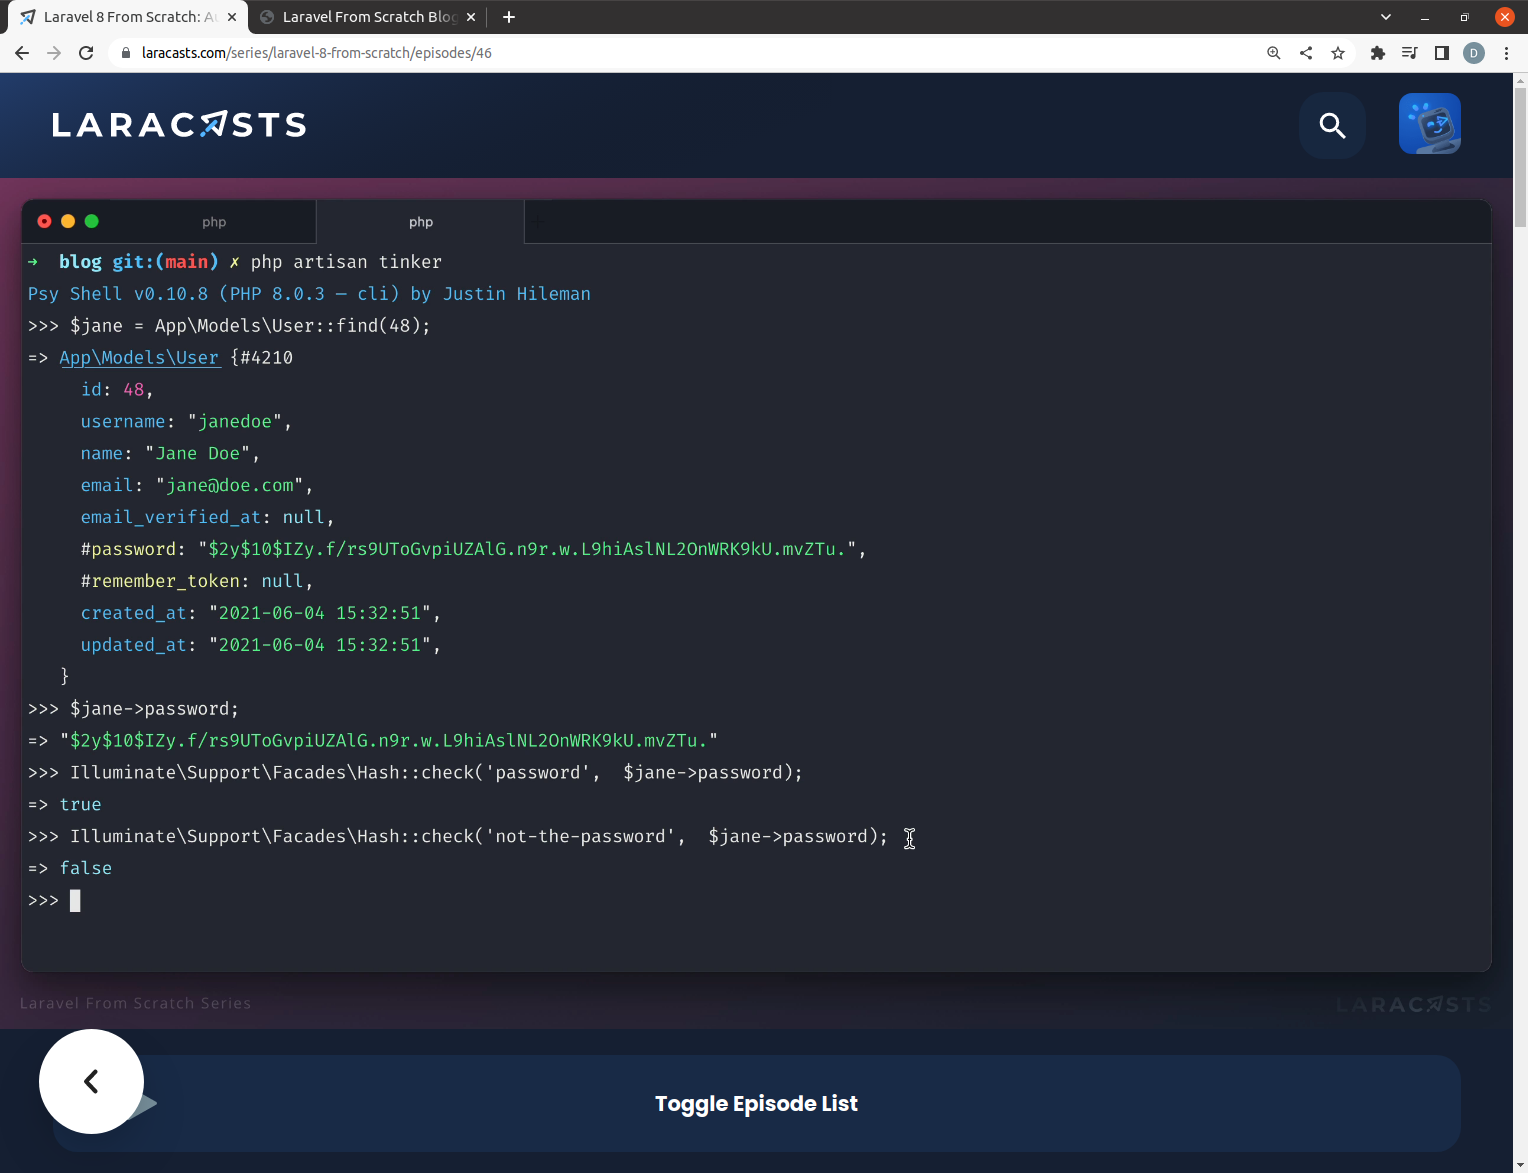 Laravel 8 From Scratch: Au
Laravel From Scratch Blog
laracasts.com/series/laravel-8-from-scratch/episodes/46
D
LARACASTS
php
php
➜ blog git:(main) ✗ php artisan tinker
Psy Shell v0.10.8 (PHP 8.0.3 — cli) by Justin Hileman
>>> $jane = App\Models\User::find(48);
=> App\Models\User {#4210
id: 48,
username: "janedoe",
name: "Jane Doe",
email: "jane@doe.com",
email_verified_at: null,
#password: "$2y$10$IZy.f/rs9UToGvpiUZAlG.n9r.w.L9hiAslNL2OnWRK9kU.mvZTu.",
#remember_token: null,
created_at: "2021-06-04 15:32:51",
updated_at: "2021-06-04 15:32:51",
}
>>> $jane->password;
=> "$2y$10$IZy.f/rs9UToGvpiUZAlG.n9r.w.L9hiAslNL2OnWRK9kU.mvZTu."
>>> Illuminate\Support\Facades\Hash::check('password',  $jane->password);
=> true
>>> Illuminate\Support\Facades\Hash::check('not-the-password',  $jane->password);
=> false
>>>
Laravel From Scratch Series
LARACASTS
Toggle Episode List